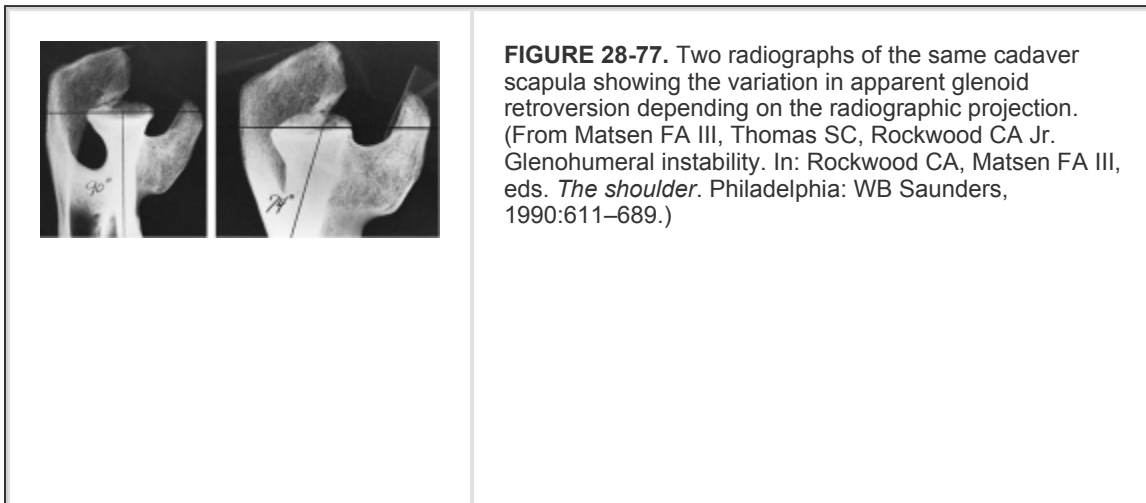 90°
74°
FIGURE 28-77. Two radiographs of the same cadaver
scapula showing the variation in apparent glenoid
retroversion depending on the radiographic projection.
(From Matsen FA III, Thomas SC, Rockwood CA Jr.
Glenohumeral instability. In: Rockwood CA, Matsen FA III,
eds. The shoulder. Philadelphia: WB Saunders,
1990:611–689.)